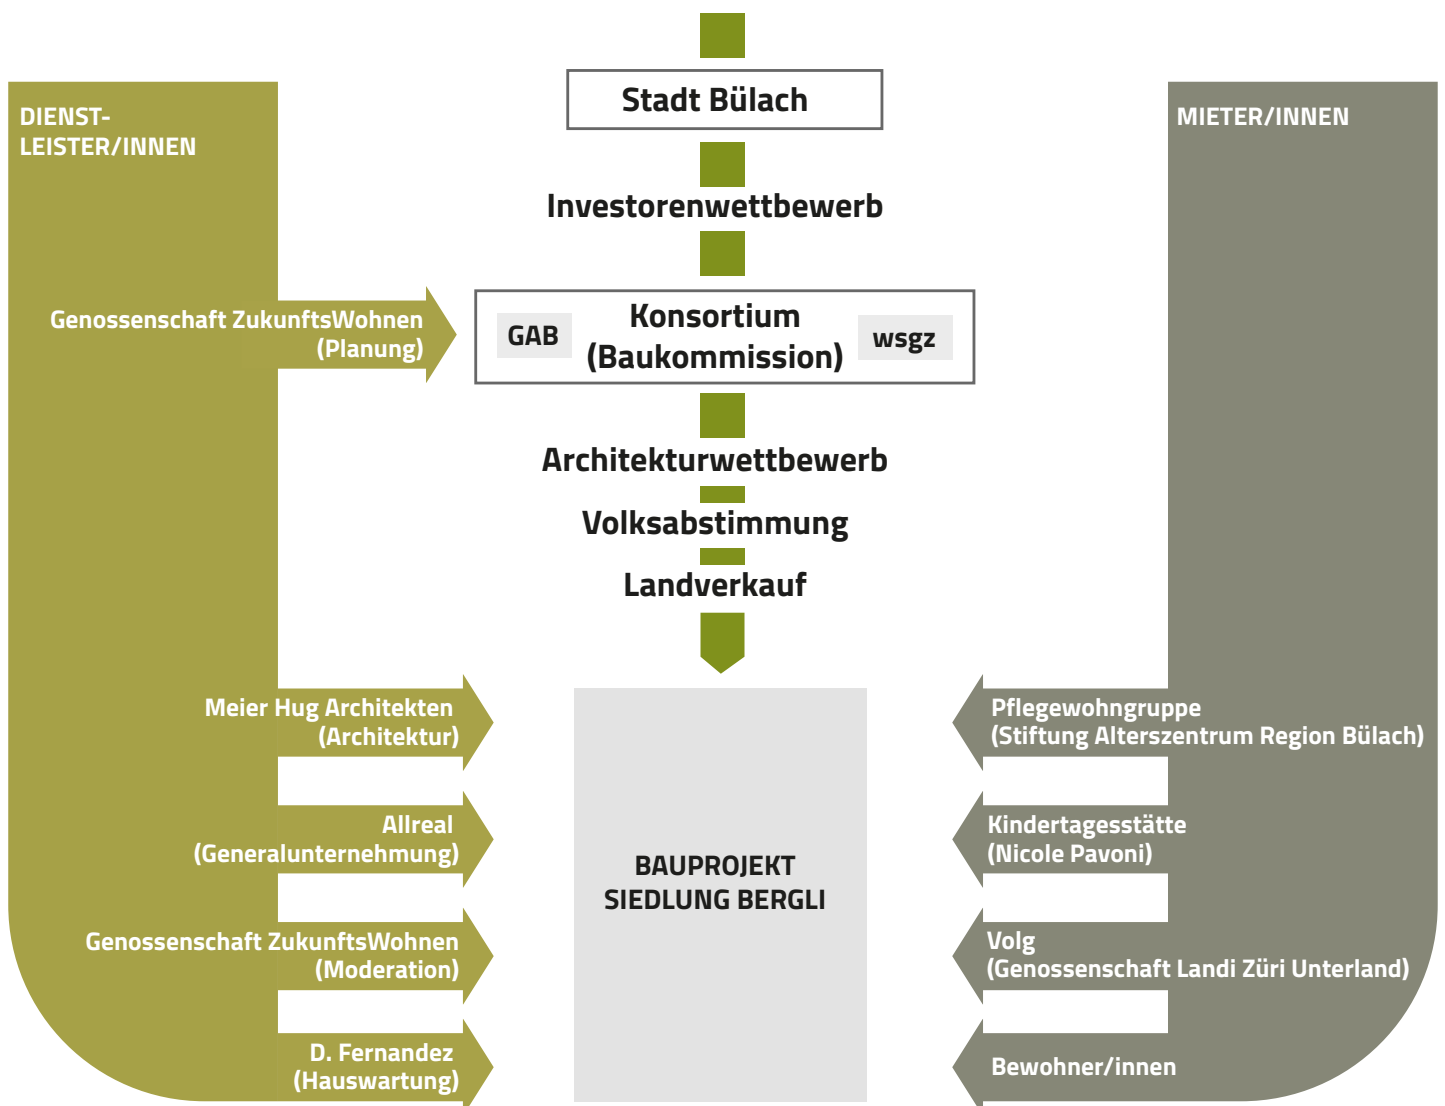 DIENST-
LEISTER/INNEN
Stadt Bülach
MIETER/INNEN
Investorenwettbewerb
Genossenschaft ZukunftsWohnen
(Planung)
GAB
Konsortium
(Baukommission)
wsgz
Architekturwettbewerb
Volksabstimmung
Landverkauf
Meier Hug Architekten
(Architektur)
Allreal
(Generalunternehmung)
Genossenschaft ZukunftsWohnen
(Moderation)
D. Fernandez
(Hauswartung)
BAUPROJEKT
SIEDLUNG BERGLI
Pflegewohngruppe
(Stiftung Alterszentrum Region Bülach)
Kindertagesstätte
(Nicole Pavoni)
Volg
(Genossenschaft Landi Züri Unterland)
Bewohner/innen